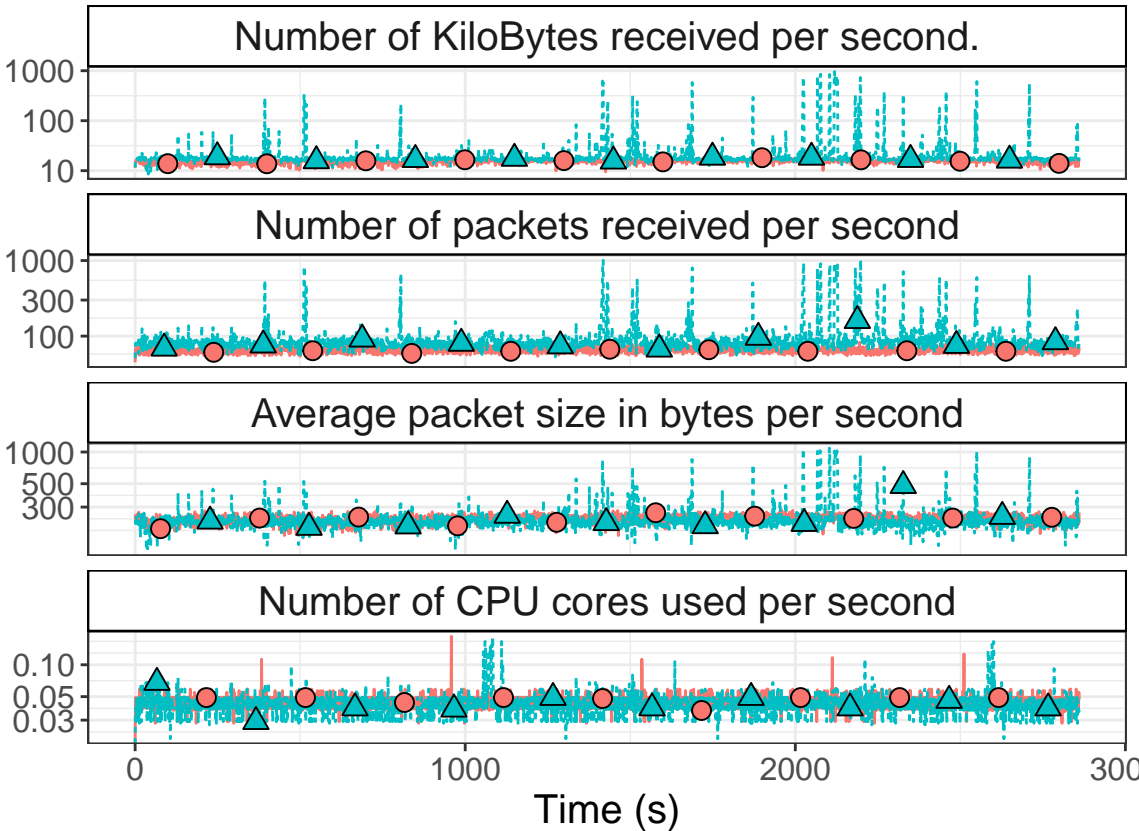 Number of KiloBytes received per second.
1000
100
10
Number of packets received per second
1000
300
100
Average packet size in bytes per second
1000
500
300
Number of CPU cores used per second
0.10
0.05
0.03
0 1000 2000 300
Time (s)